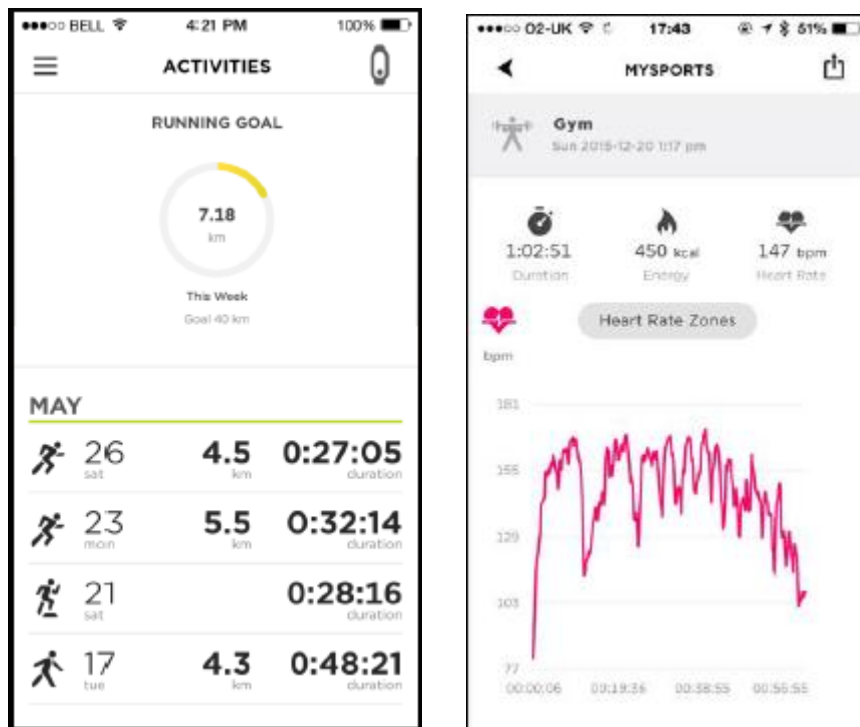 BELL 4:21 PM 100%
ACTIVITIES
RUNNING GOAL
7.18
km
This Week
Goal 40 km
MAY
26 4.5 0:27:05
sat km duration
23 5.5 0:32:14
mon km duration
21 0:28:16
sat duration
17 4.3 0:48:21
tue km duration
O2-UK 17:43 51%
MYSPORTS
Gym
Sun 2015-12-20 1:17 pm
1:02:51 450 kcal 147 bpm
Duration Energy Heart Rate
Heart Rate Zones
bpm
181
155
129
103
77
00:00:06 00:19:36 00:38:55 00:56:55